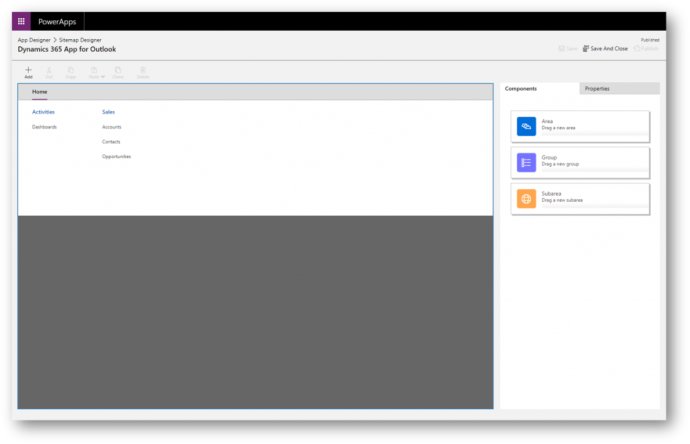 PowerApps
App Designer > Sitemap Designer
Published
Dynamics 365 App for Outlook
Save Save And Close Publish
Add Cut Copy Paste Clone Delete
Home
Components Properties
Activities Sales
Dashboards Accounts
Contacts
Opportunities
Area
Drag a new area
Group
Drag a new group
Subarea
Drag a new subarea